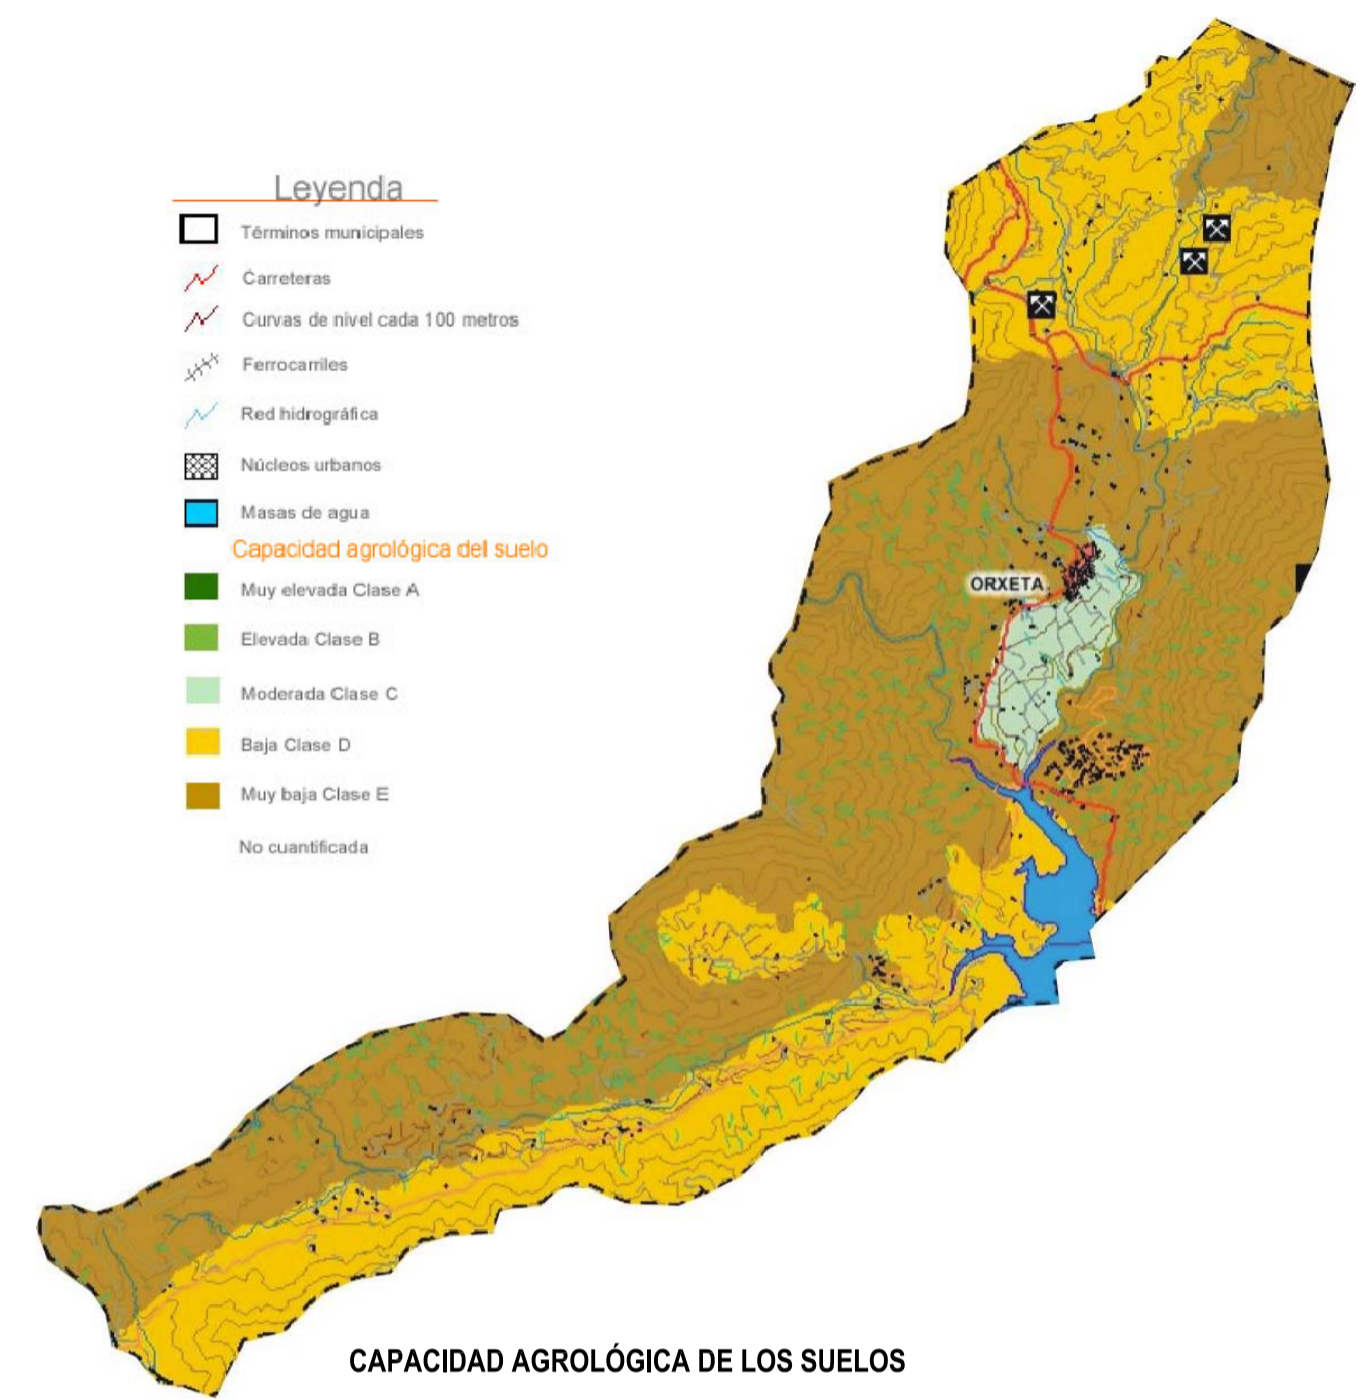 Leyenda
Términos municipales
Carreteras
Curvas de nivel cada 100 metros
Ferrocarriles
Red hidrográfica
Núcleos urbanos
Masas de agua
Capacidad agrológica del suelo
Muy elevada Clase A
Elevada Clase B
Moderada Clase C
Baja Clase D
Muy baja Clase E
No cuantificada
ORXETA
CAPACIDAD AGROLÓGICA DE LOS SUELOS